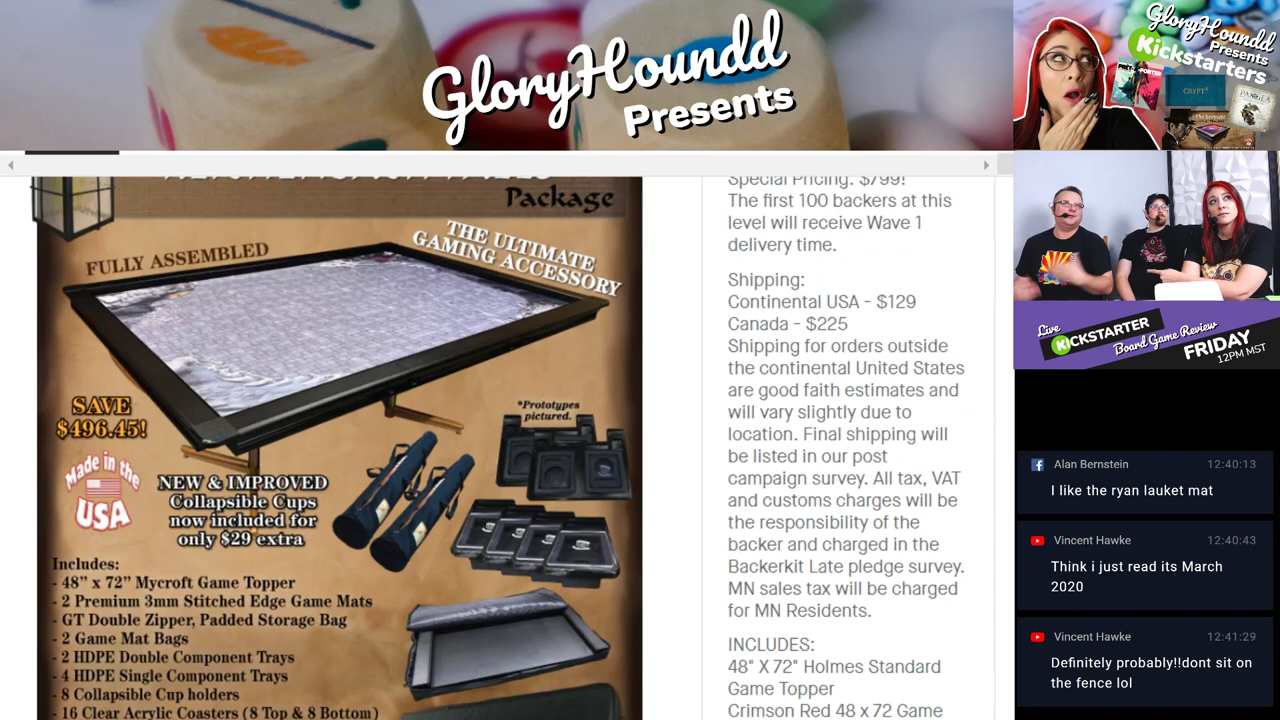 GloryHoundd
Presents
GloryHoundd
Presents
Kickstarters
CRYPT
PANGEA
Package
FULLY ASSEMBLED
THE ULTIMATE
GAMING ACCESSORY
SAVE
$496.45!
*Prototypes
pictured.
Made in the
USA
NEW & IMPROVED
Collapsible Cups
now included for
only $29 extra
Includes:
- 48” x 72” Mycroft Game Topper
- 2 Premium 3mm Stitched Edge Game Mats
- GT Double Zipper, Padded Storage Bag
- 2 Game Mat Bags
- 2 HDPE Double Component Trays
- 4 HDPE Single Component Trays
- 8 Collapsible Cup holders
- 16 Clear Acrylic Coasters (8 Top & 8 Bottom)
Special Pricing: $799!
The first 100 backers at this
level will receive Wave 1
delivery time.
Shipping:
Continental USA - $129
Canada - $225
Shipping for orders outside
the continental United States
are good faith estimates and
will vary slightly due to
location. Final shipping will
be listed in our post
campaign survey. All tax, VAT
and customs charges will be
the responsibility of the
backer and charged in the
Backerkit Late pledge survey.
MN sales tax will be charged
for MN Residents.
INCLUDES:
48" X 72" Holmes Standard
Game Topper
Crimson Red 48 x 72 Game
Live
KICKSTARTER
Board Game Review
FRIDAY
12PM MST
Alan Bernstein 12:40:13
I like the ryan lauket mat
Vincent Hawke 12:40:43
Think i just read its March
2020
Vincent Hawke 12:41:29
Definitely probably!!dont sit on
the fence lol